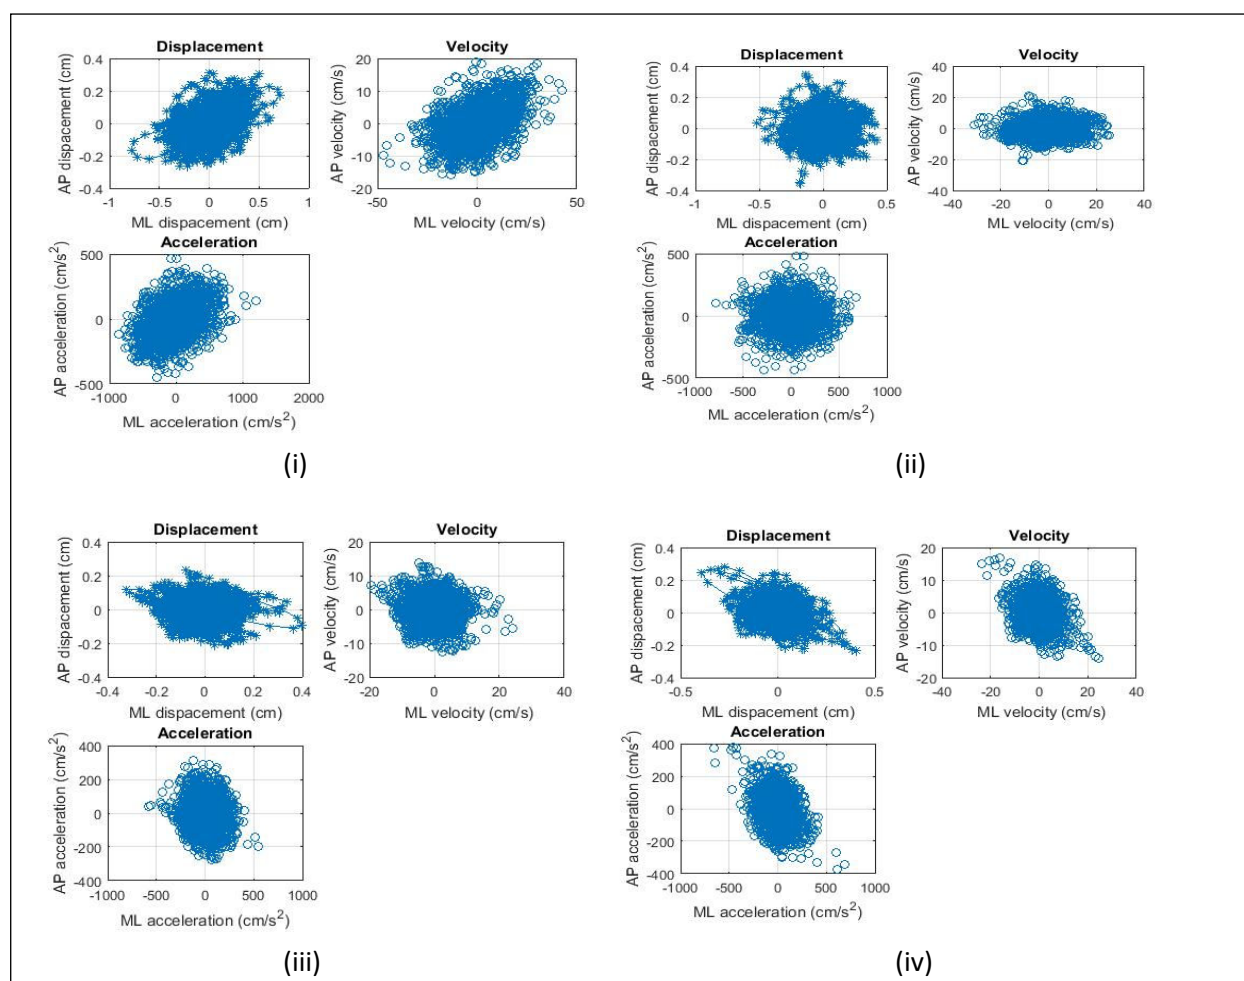 Displacement
AP dispacement (cm)
0.4
0.2
0
-0.2
-0.4
-1
-0.5
0
0.5
1
ML dispacement (cm)
Velocity
AP velocity (cm/s)
20
10
0
-10
-20
-50
0
50
ML velocity (cm/s)
Acceleration
AP acceleration (cm/s²)
500
0
-500
-1000
0
1000
2000
ML acceleration (cm/s²)
(i)
Displacement
AP dispacement (cm)
0.4
0.2
0
-0.2
-0.4
-1
-0.5
0
0.5
ML dispacement (cm)
Velocity
AP velocity (cm/s)
40
20
0
-20
-40
-40
-20
0
20
40
ML velocity (cm/s)
Acceleration
AP acceleration (cm/s²)
500
0
-500
-1000
-500
0
500
1000
ML acceleration (cm/s²)
(ii)
Displacement
AP dispacement (cm)
0.4
0.2
0
-0.2
-0.4
-0.4
-0.2
0
0.2
0.4
ML dispacement (cm)
Velocity
AP velocity (cm/s)
20
10
0
-10
-20
-20
0
20
40
ML velocity (cm/s)
Acceleration
AP acceleration (cm/s²)
400
200
0
-200
-400
-1000
-500
0
500
1000
ML acceleration (cm/s²)
(iii)
Displacement
AP dispacement (cm)
0.4
0.2
0
-0.2
-0.4
-0.5
0
0.5
ML dispacement (cm)
Velocity
AP velocity (cm/s)
20
10
0
-10
-20
-40
-20
0
20
40
ML velocity (cm/s)
Acceleration
AP acceleration (cm/s²)
400
200
0
-200
-400
-1000
-500
0
500
1000
ML acceleration (cm/s²)
(iv)